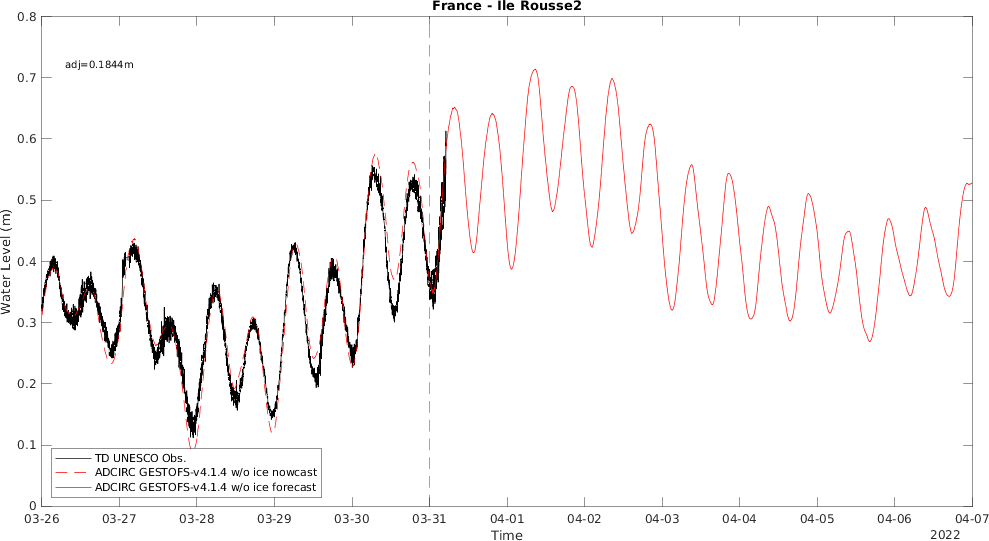 France - Ile Rousse2
adj=0.1844m
Water Level (m)
0.8
0.7
0.6
0.5
0.4
0.3
0.2
0.1
0
TD UNESCO Obs.
ADCIRC GESTOFS-v4.1.4 w/o ice nowcast
ADCIRC GESTOFS-v4.1.4 w/o ice forecast
03-26 03-27 03-28 03-29 03-30 03-31 04-01 04-02 04-03 04-04 04-05 04-06 04-07
Time
2022